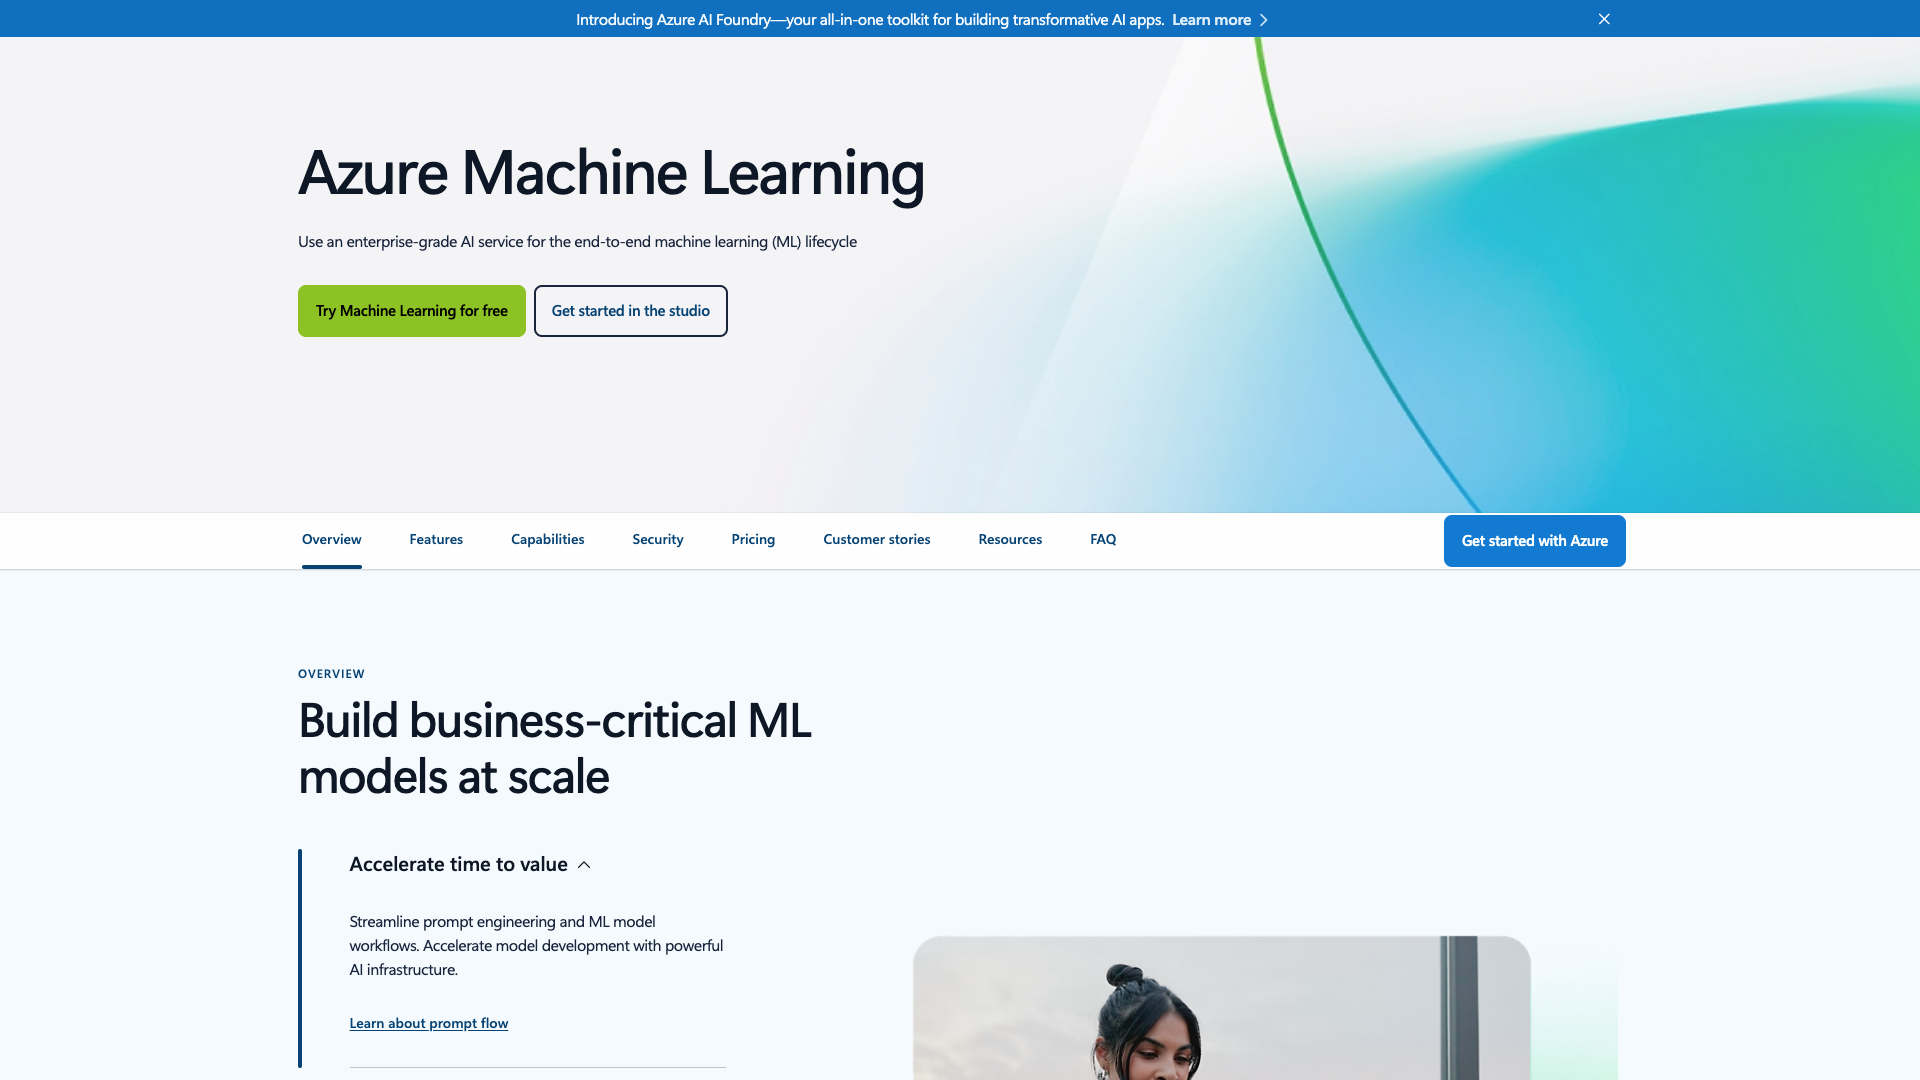 Introducing Azure AI Foundry—your all-in-one toolkit for building transformative AI apps. Learn more
Azure Machine Learning
Use an enterprise-grade AI service for the end-to-end machine learning (ML) lifecycle
Try Machine Learning for free
Get started in the studio
Overview
Features
Capabilities
Security
Pricing
Customer stories
Resources
FAQ
Get started with Azure
OVERVIEW
Build business-critical ML
models at scale
Accelerate time to value
Streamline prompt engineering and ML model
workflows. Accelerate model development with powerful
AI infrastructure.
Learn about prompt flow